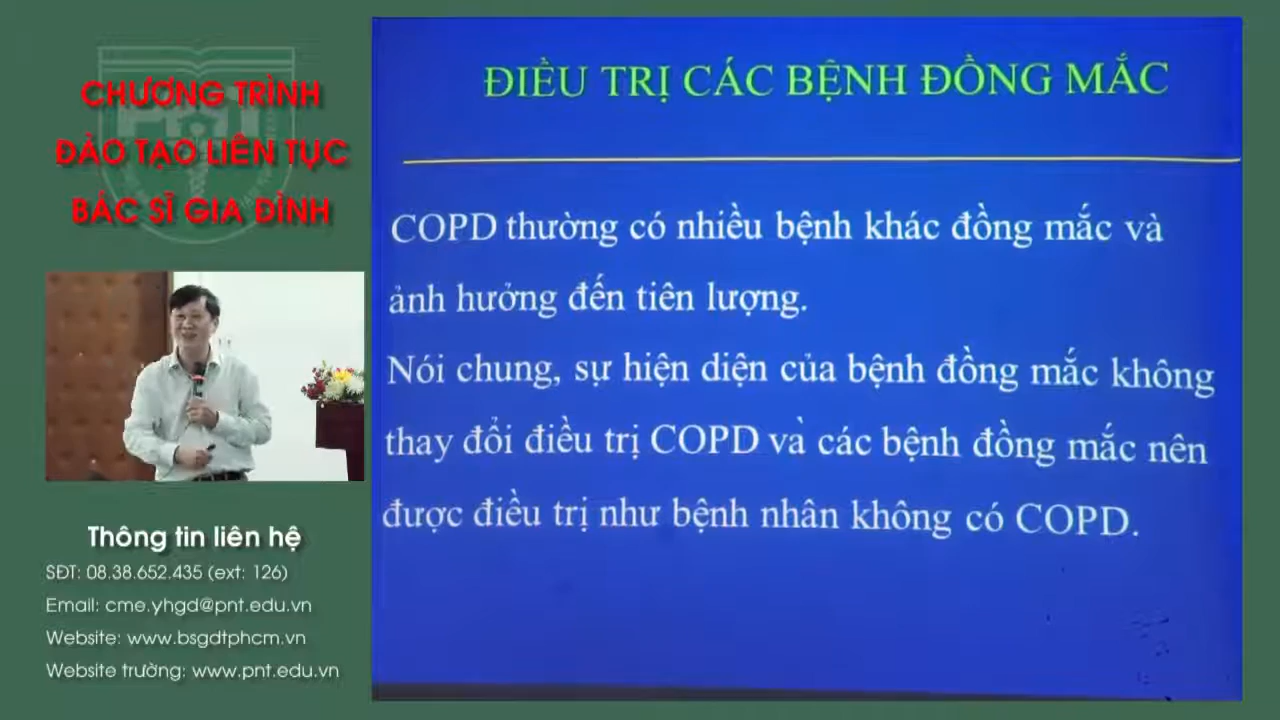 CHƯƠNG TRÌNH
ĐÀO TẠO LIÊN TỤC
BÁC SĨ GIA ĐÌNH
Thông tin liên hệ
SĐT: 08.38.652.435 (ext: 126)
Email: cme.yhgd@pnt.edu.vn
Website: www.bsgdtphcm.vn
Website trường: www.pnt.edu.vn
ĐIỀU TRỊ CÁC BỆNH ĐỒNG MẮC
COPD thường có nhiều bệnh khác đồng mắc và
ảnh hưởng đến tiên lượng.
Nói chung, sự hiện diện của bệnh đồng mắc không
thay đổi điều trị COPD và các bệnh đồng mắc nên
được điều trị như bệnh nhân không có COPD.